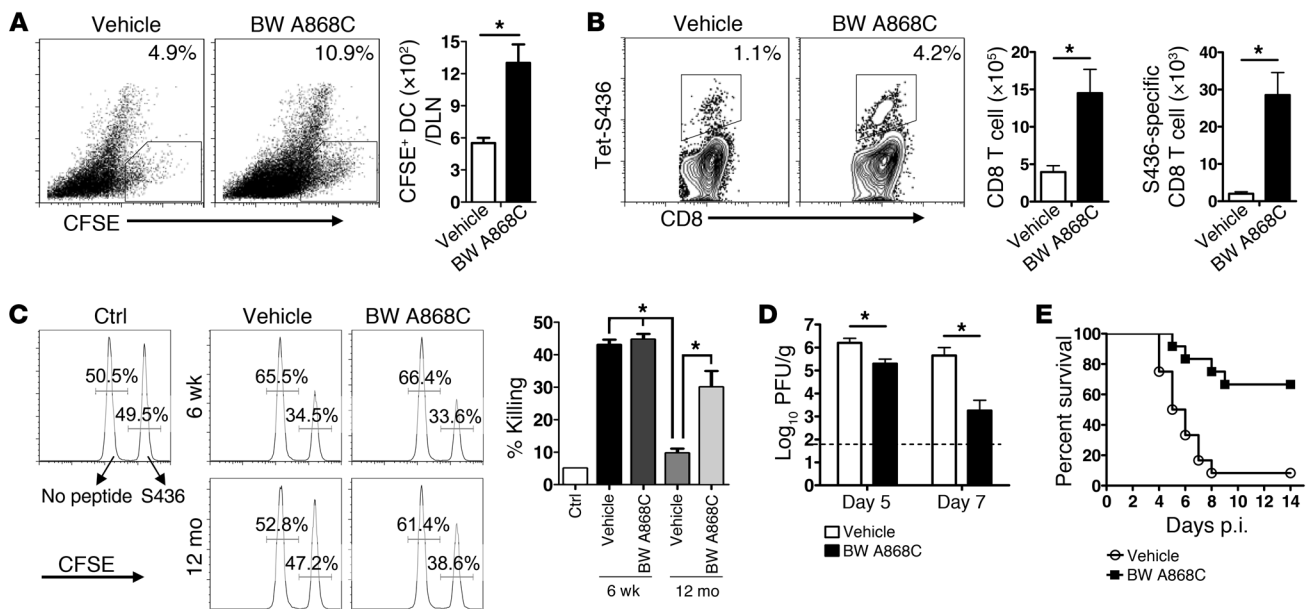 A
Vehicle
BW A868C
4.9%
10.9%
CFSE
CFSE⁺ DC (×10²)
/DLN
15
12
9
6
3
0
*
Vehicle
BW A868C
B
Vehicle
BW A868C
1.1%
4.2%
Tet-S436
CD8
CD8 T cell (×10⁵)
20
15
10
5
0
*
Vehicle
BW A868C
S436-specific
CD8 T cell (×10³)
40
30
20
10
0
*
Vehicle
BW A868C
C
Ctrl
Vehicle
BW A868C
50.5%
49.5%
No peptide
S436
CFSE
6 wk
65.5%
34.5%
66.4%
33.6%
12 mo
52.8%
47.2%
61.4%
38.6%
% Killing
50
40
30
20
10
0
*
*
Ctrl
Vehicle
BW A868C
Vehicle
BW A868C
6 wk
12 mo
D
Log₁₀ PFU/g
7
6
5
4
3
2
1
0
*
*
Day 5
Day 7
Vehicle
BW A868C
E
Percent survival
100
80
60
40
20
0
0 2 4 6 8 10 12 14
Days p.i.
Vehicle
BW A868C